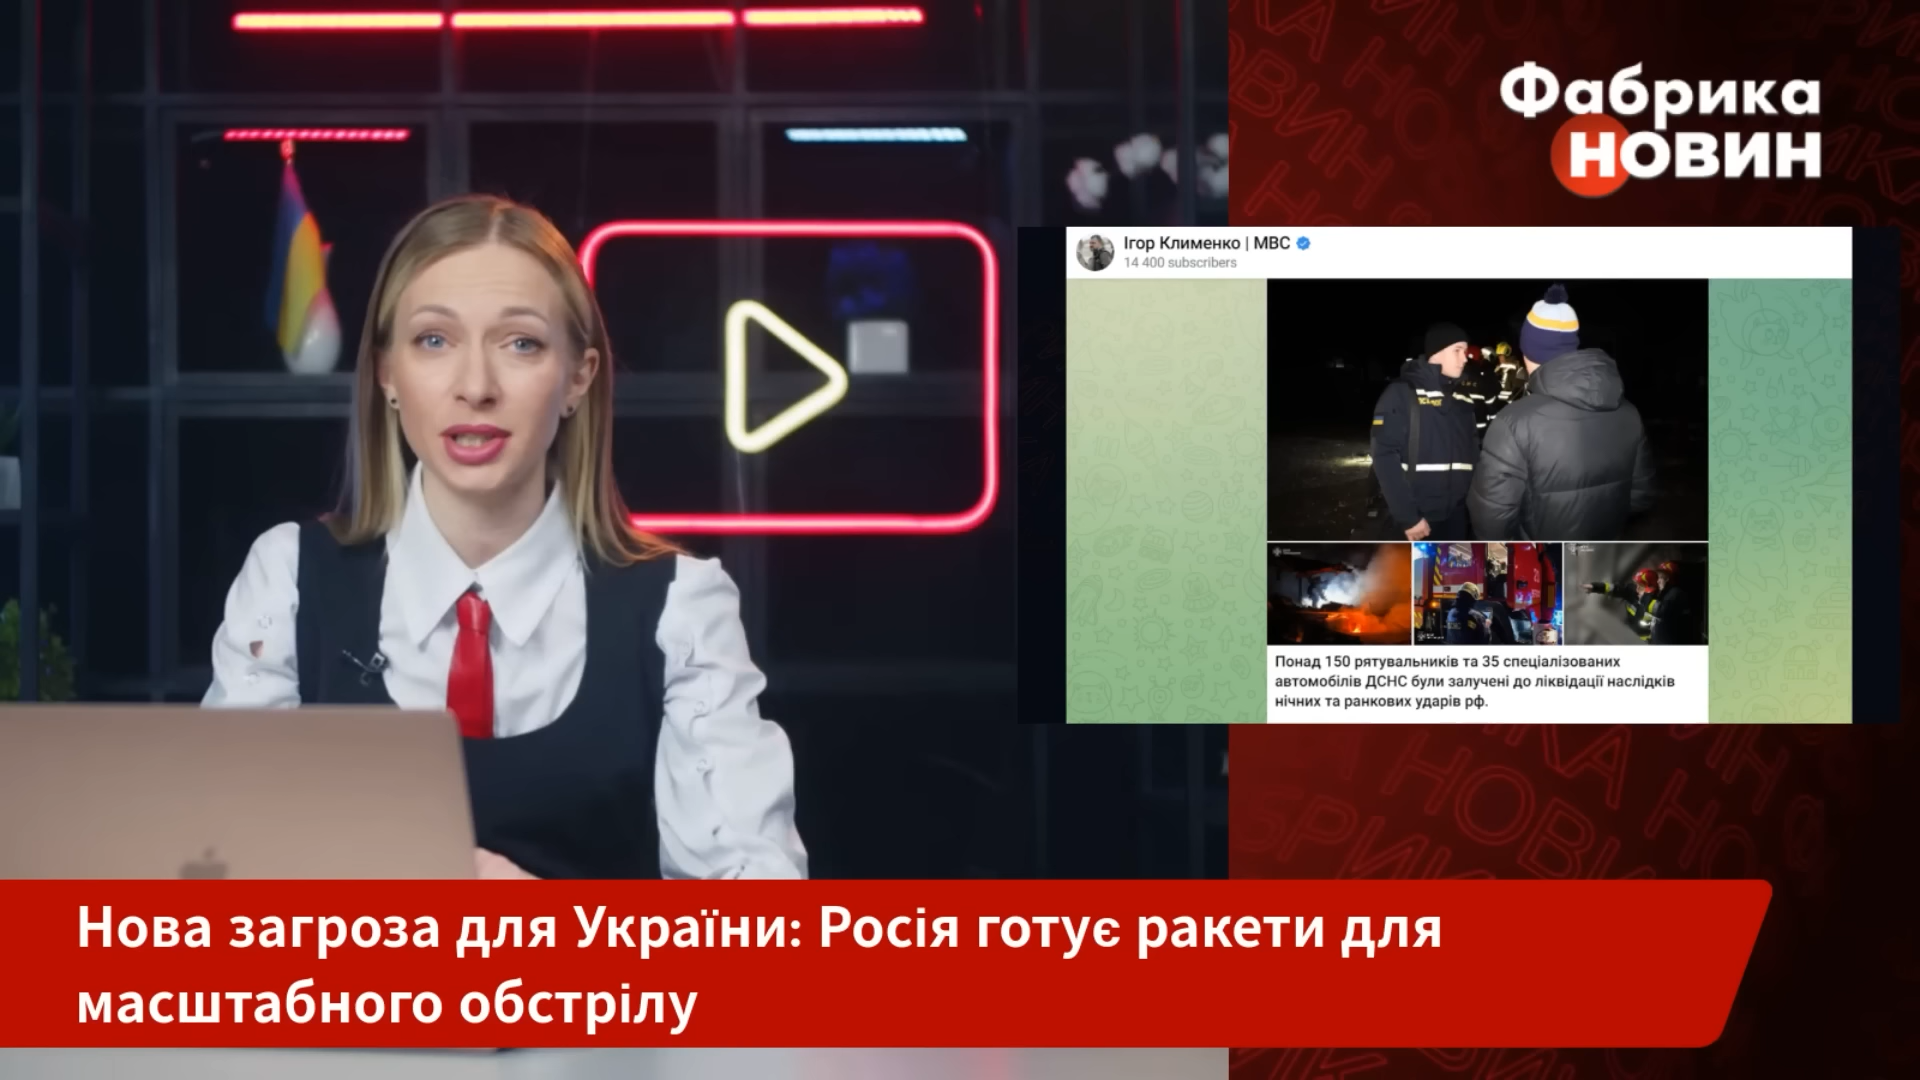 Фабрика
новин
Ігор Клименко | МВС
14 400 subscribers
Понад 150 рятувальників та 35 спеціалізованих
автомобілів ДСНС були залучені до ліквідації наслідків
нічних та ранкових ударів рф.
Нова загроза для України: Росія готує ракети для
масштабного обстрілу